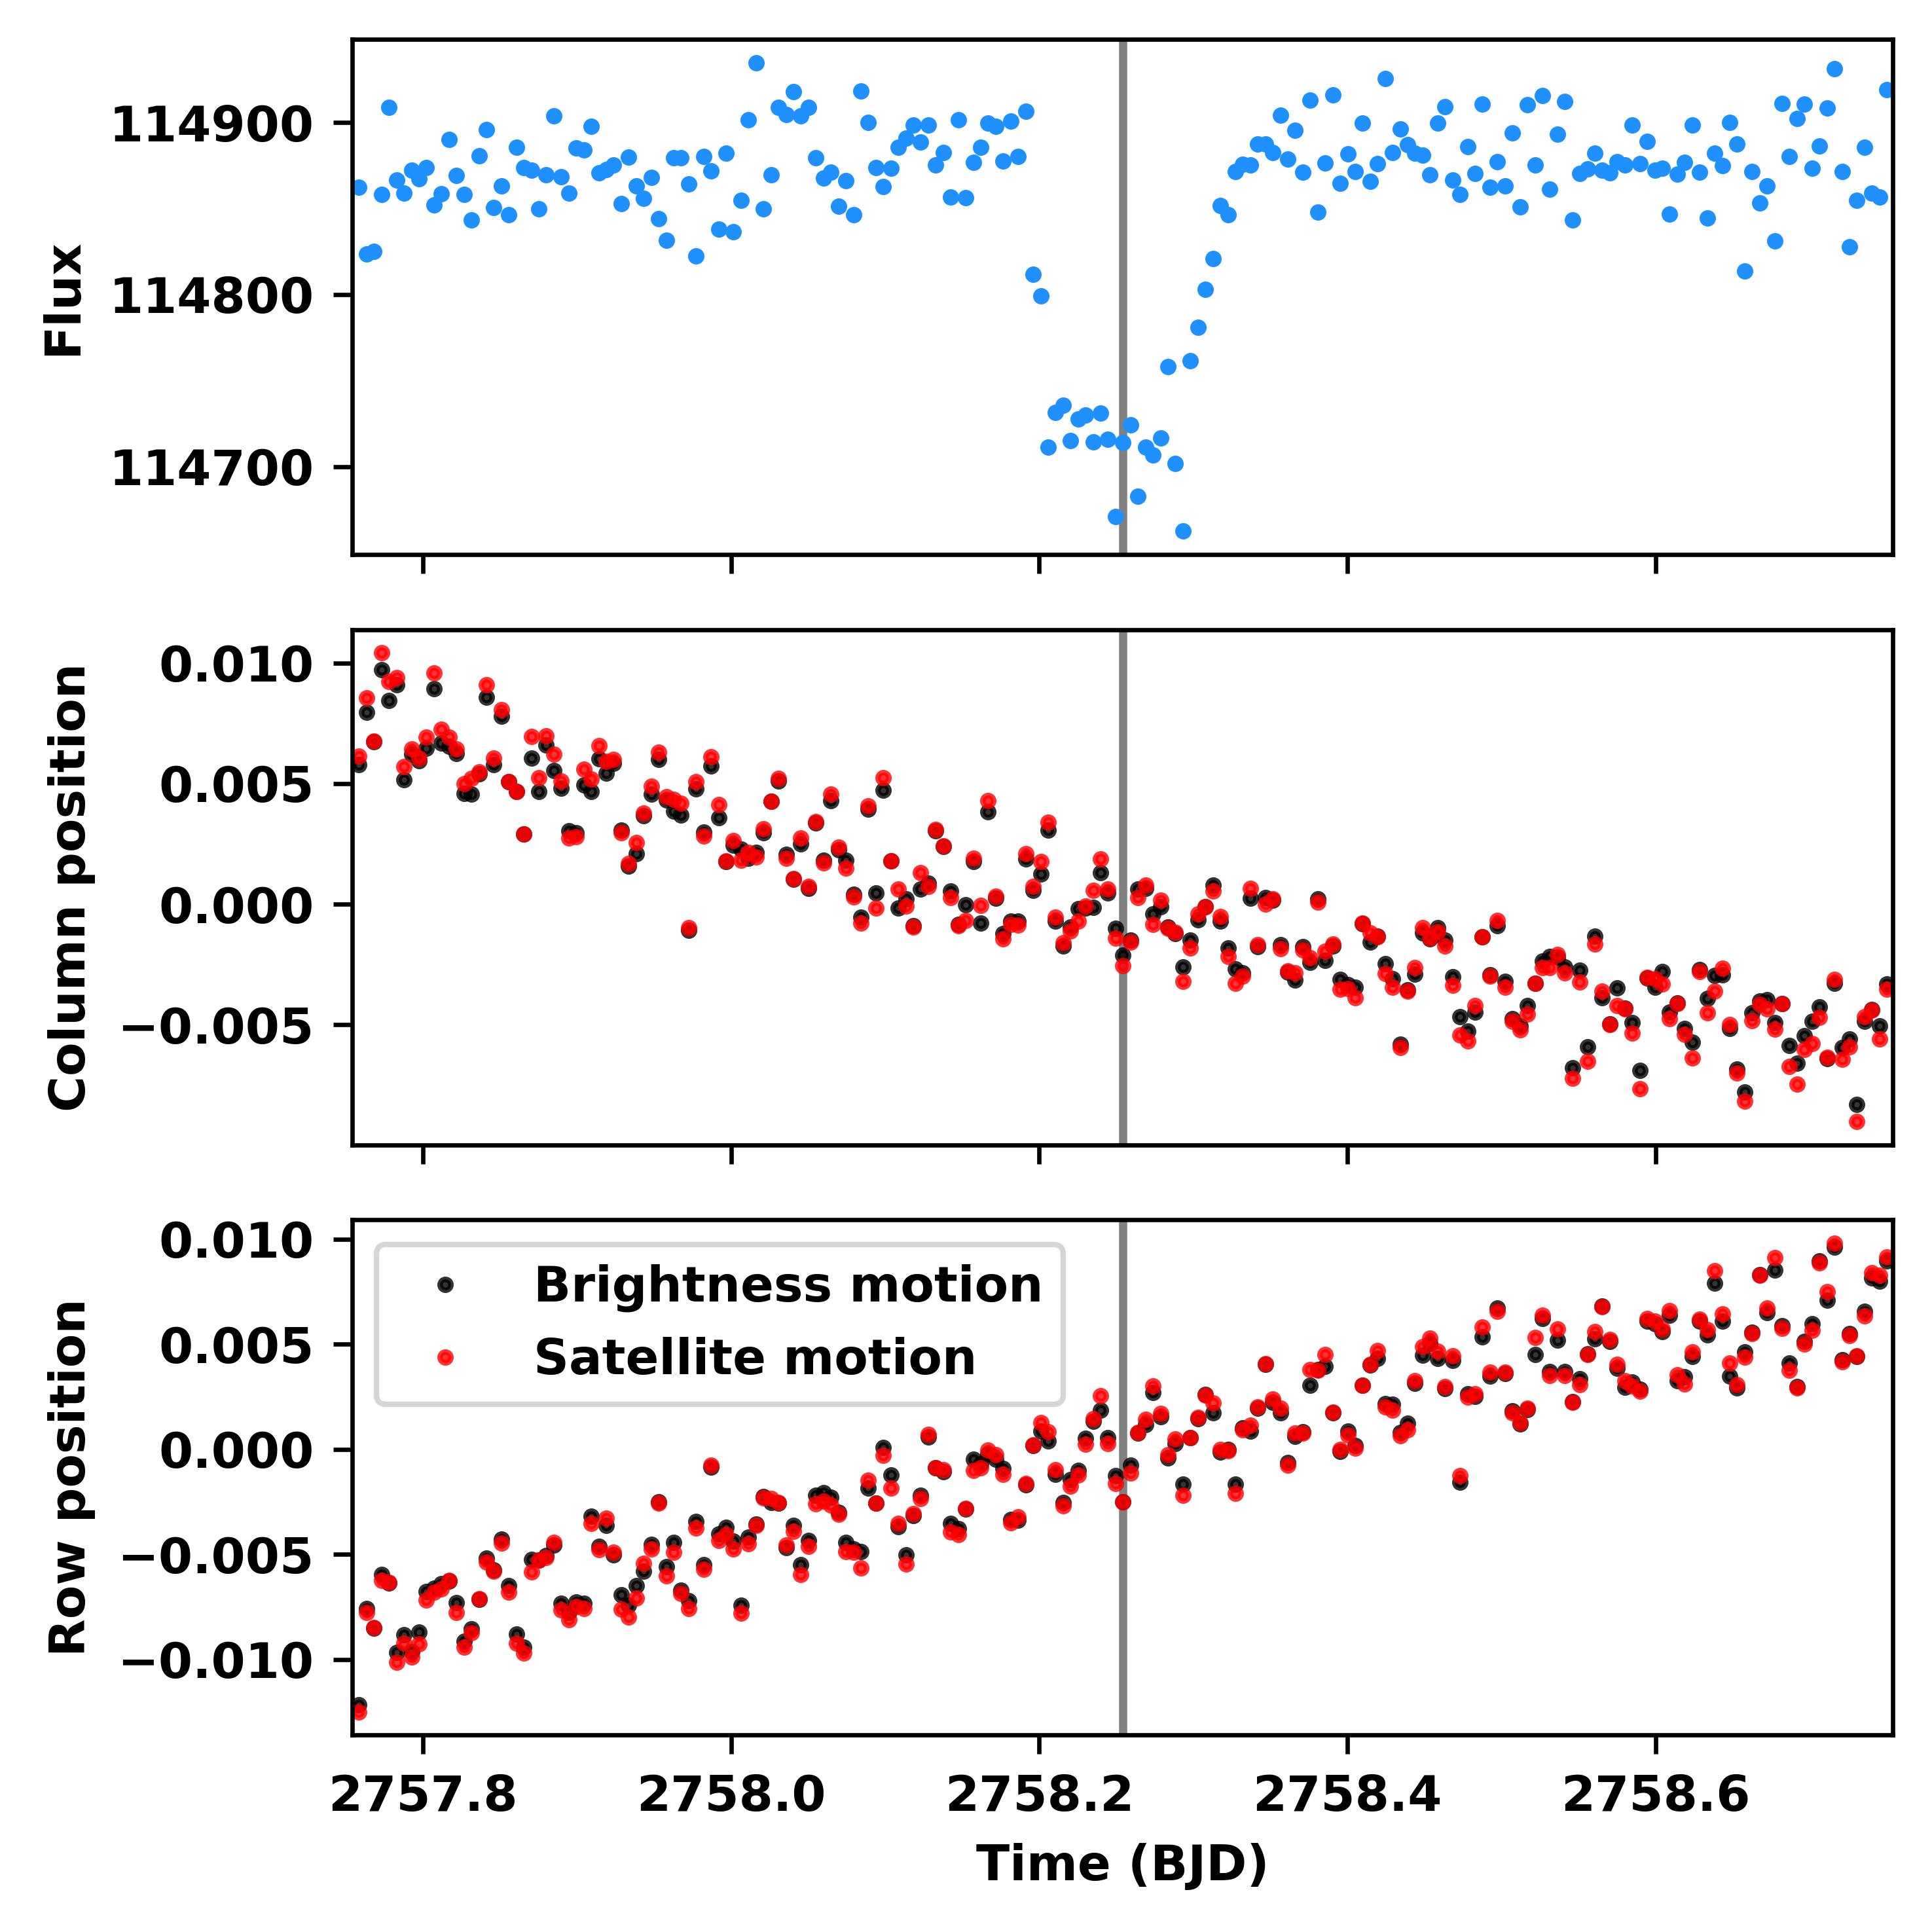 114900
114800
114700
Flux
0.010
0.005
0.000
−0.005
Column position
0.010
0.005
0.000
−0.005
−0.010
Row position
Brightness motion
Satellite motion
2757.8 2758.0 2758.2 2758.4 2758.6
Time (BJD)